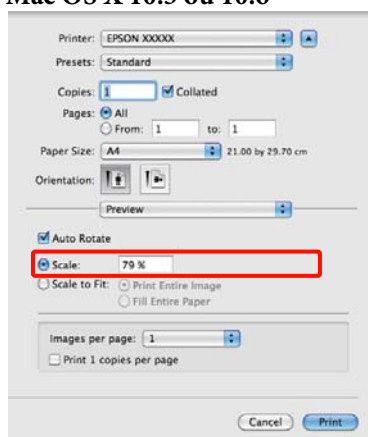 Mac OS X 10.5 ou 10.6
Printer: EPSON XXXXX
Presets: Standard
Copies: 1 Collated
Pages: All
From: 1 to: 1
Paper Size: A4 21.00 by 29.70 cm
Orientation:
Preview
Auto Rotate
Scale: 79 %
Scale to Fit: Print Entire Image
Fill Entire Paper
Images per page: 1
Print 1 copies per page
Cancel Print